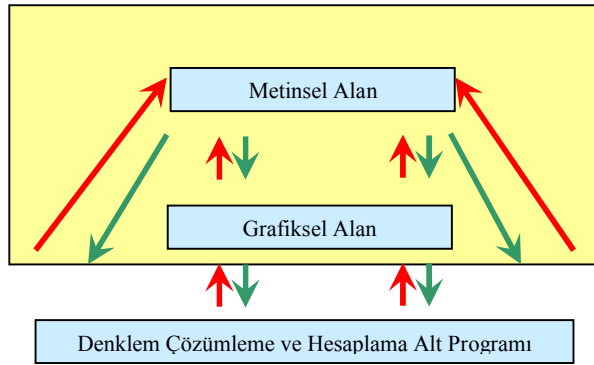 Metinsel Alan
Grafiksel Alan
Denklem Çözümleme ve Hesaplama Alt Programı